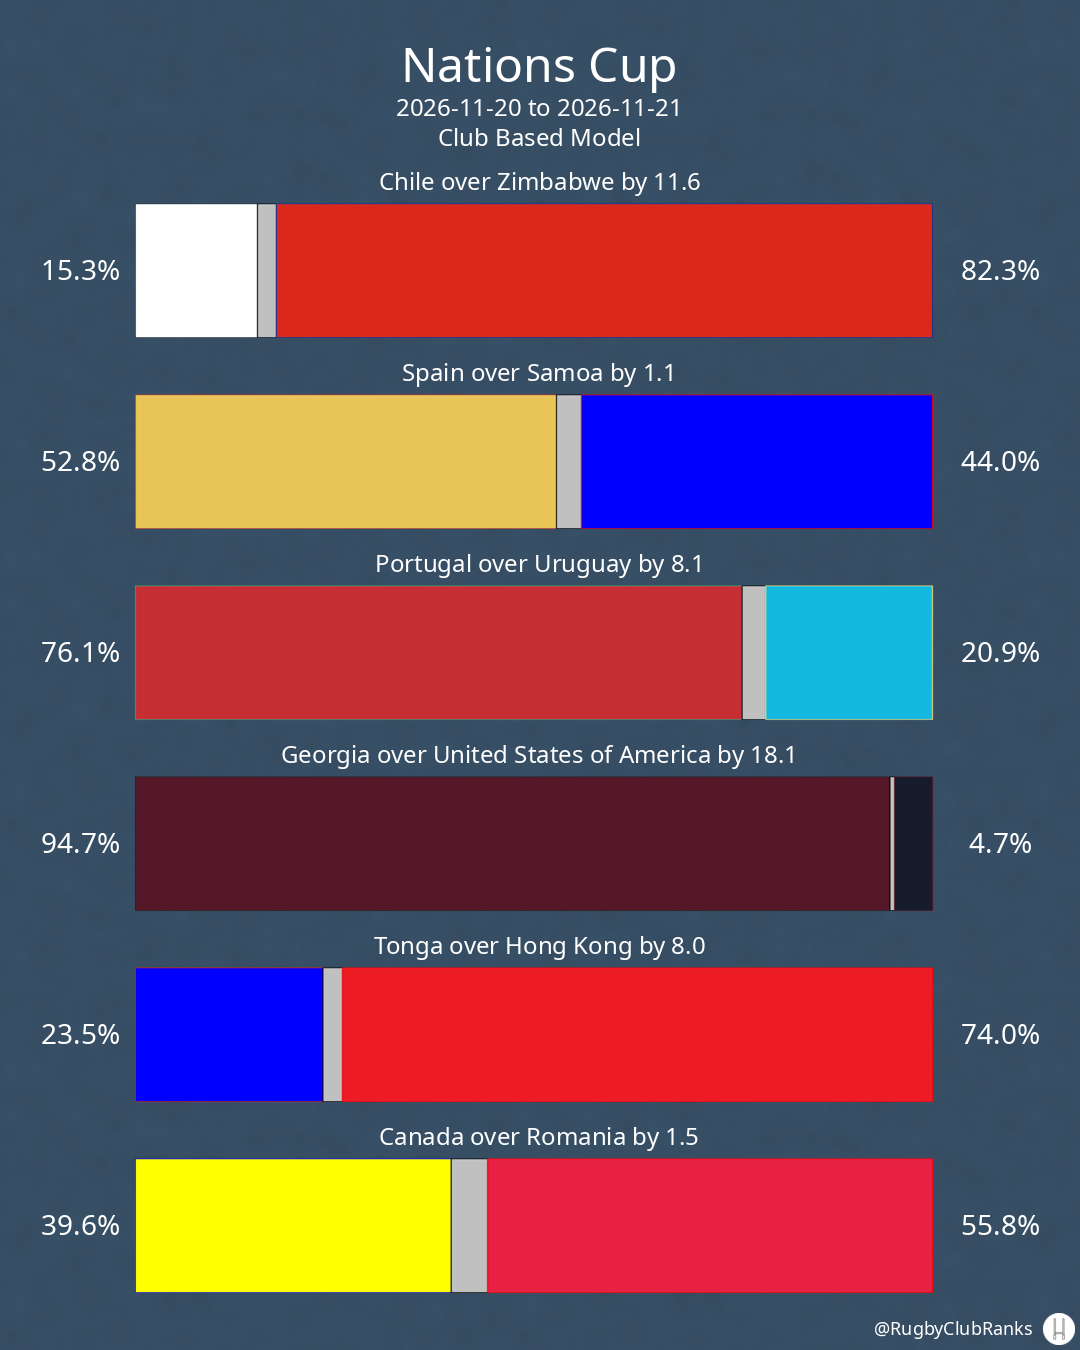 Nations Cup
2026-11-20 to 2026-11-21
Club Based Model
Chile over Zimbabwe by 11.6
15.3%
82.3%
Spain over Samoa by 1.1
52.8%
44.0%
Portugal over Uruguay by 8.1
76.1%
20.9%
Georgia over United States of America by 18.1
94.7%
4.7%
Tonga over Hong Kong by 8.0
23.5%
74.0%
Canada over Romania by 1.5
39.6%
55.8%
@RugbyClubRanks